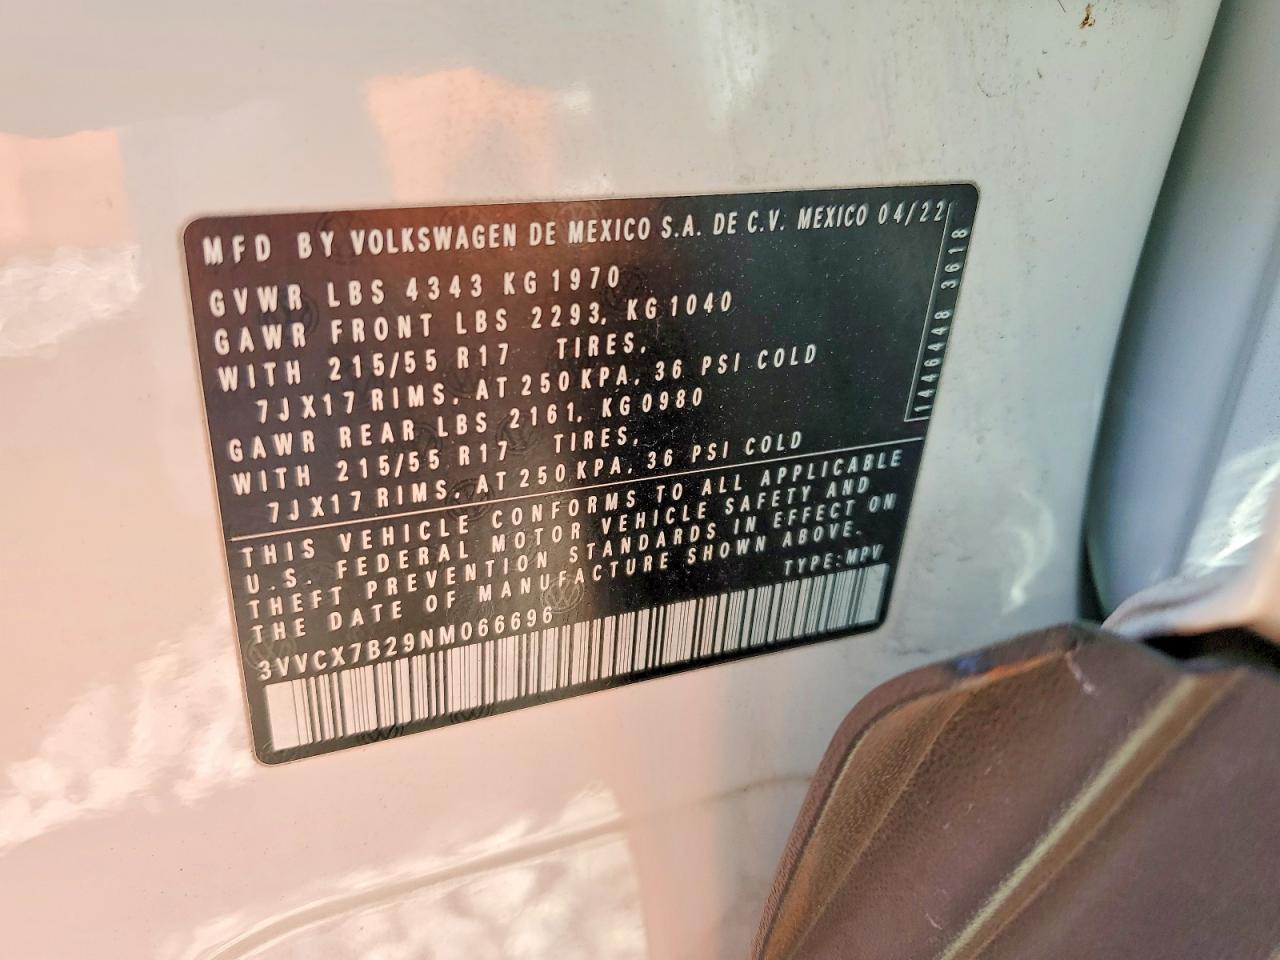 MFD BY VOLKSWAGEN DE MEXICO S.A. DE C.V. MEXICO 04/22
GVWR LBS 4343 KG 1970
GAWR FRONT LBS 2293, KG 1040
WITH 215/55 R17 TIRES,
7JX17 RIMS, AT 250 KPA, 36 PSI COLD
GAWR REAR LBS 2161, KG 0980
WITH 215/55 R17 TIRES,
7JX17 RIMS, AT 250 KPA, 36 PSI COLD
1446448 3618
THIS VEHICLE CONFORMS TO ALL APPLICABLE
U.S. FEDERAL MOTOR VEHICLE SAFETY AND
THEFT PREVENTION STANDARDS IN EFFECT ON
THE DATE OF MANUFACTURE SHOWN ABOVE.
3VVCX7B29NM066696 TYPE:MPV